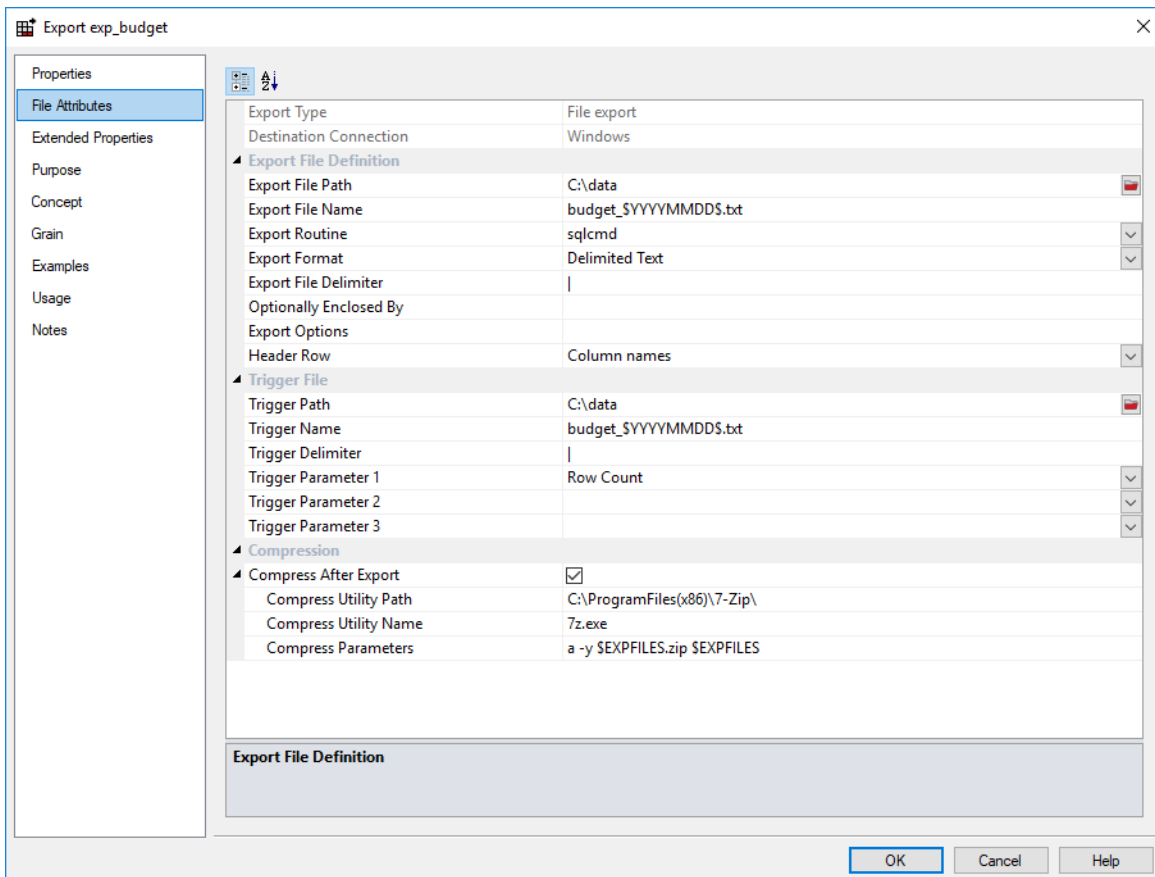 Export exp_budget
Properties
File Attributes
Extended Properties
Purpose
Concept
Grain
Examples
Usage
Notes
Export Type File export
Destination Connection Windows
Export File Definition
Export File Path C:\data
Export File Name budget_$YYYYMMDD$.txt
Export Routine sqlcmd
Export Format Delimited Text
Export File Delimiter |
Optionally Enclosed By
Export Options
Header Row Column names
Trigger File
Trigger Path C:\data
Trigger Name budget_$YYYYMMDD$.txt
Trigger Delimiter |
Trigger Parameter 1 Row Count
Trigger Parameter 2
Trigger Parameter 3
Compression
Compress After Export
Compress Utility Path C:\ProgramFiles(x86)\7-Zip\
Compress Utility Name 7z.exe
Compress Parameters a -y $EXPFILES.zip $EXPFILES
Export File Definition
OK Cancel Help